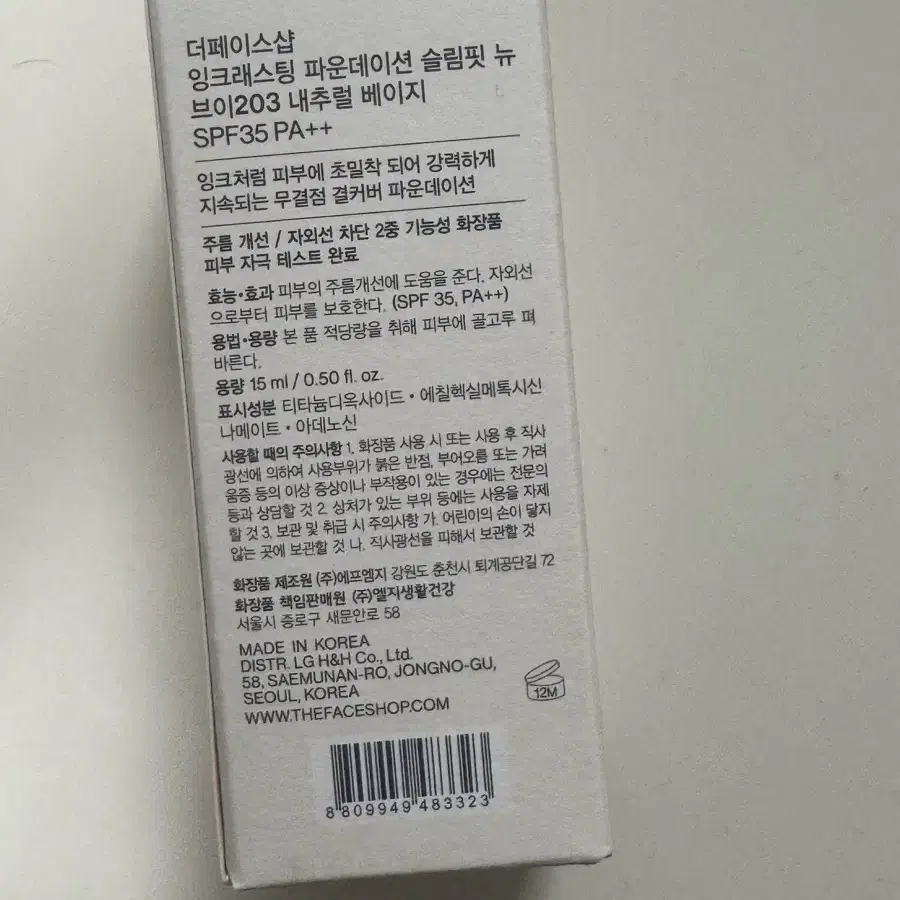 더페이스샵
잉크래스팅 파운데이션 슬림핏 뉴
브이203 내추럴 베이지
SPF35 PA++
잉크처럼 피부에 초밀착 되어 강력하게
지속되는 무결점 결커버 파운데이션
주름 개선 / 자외선 차단 2중 기능성 화장품
피부 자극 테스트 완료
효능•효과 피부의 주름개선에 도움을 준다. 자외선
으로부터 피부를 보호한다. (SPF 35, PA++)
용법•용량 본 품 적당량을 취해 피부에 골고루 펴
바른다.
용량 15 ml / 0.50 fl. oz.
표시성분 티타늄디옥사이드 • 에칠헥실메톡시신
나메이트 • 아데노신
사용할 때의 주의사항 1. 화장품 사용 시 또는 사용 후 직사
광선에 의하여 사용부위가 붉은 반점, 부어오름 또는 가려
움증 등의 이상 증상이나 부작용이 있는 경우에는 전문의
등과 상담할 것 2. 상처가 있는 부위 등에는 사용을 자제
할 것 3. 보관 및 취급 시 주의사항 가. 어린이의 손이 닿지
않는 곳에 보관할 것 나. 직사광선을 피해서 보관할 것
화장품 제조원 (주)에프엠지 강원도 춘천시 퇴계공단1길 72
화장품 책임판매원 (주)엘지생활건강
서울시 종로구 새문안로 58
MADE IN KOREA
DISTR. LG H&H Co., Ltd.
58, SAEMUNAN-RO, JONGNO-GU,
SEOUL, KOREA
WWW.THEFACESHOP.COM
12M
8 809949 483323